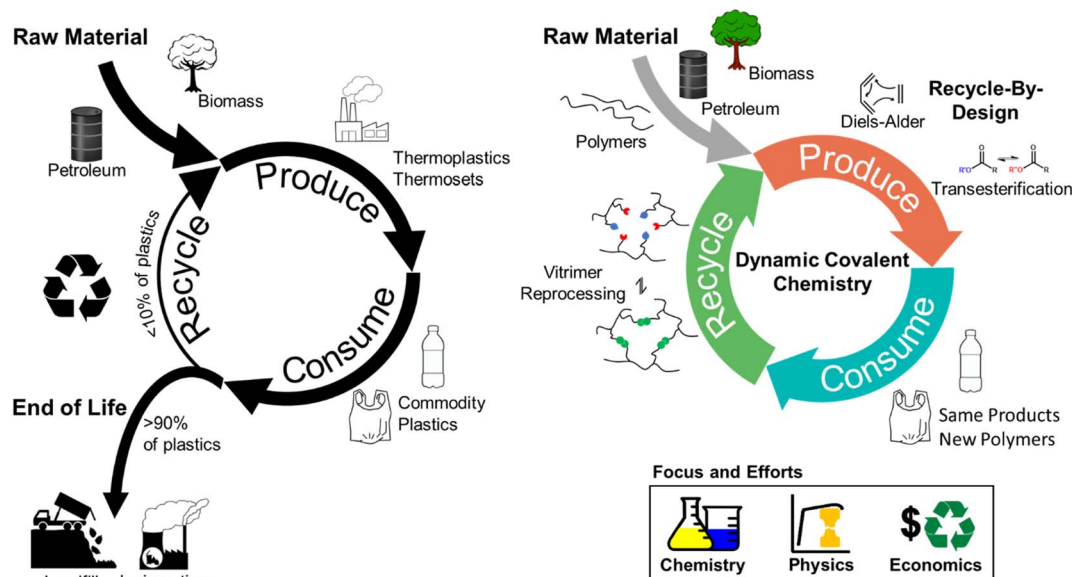 Raw Material
Biomass
Petroleum
Thermoplastics
Thermosets
Produce
Consume
Recycle
<10% of plastics
Commodity
Plastics
End of Life
>90%
of plastics
Raw Material
Biomass
Petroleum
Polymers
Diels-Alder
Recycle-By-
Design
R'O
O
R
R"O
O
R
Transesterification
Produce
Consume
Recycle
Dynamic Covalent
Chemistry
Vitrimer
Reprocessing
Same Products
New Polymers
Focus and Efforts
$
Chemistry
Physics
Economics